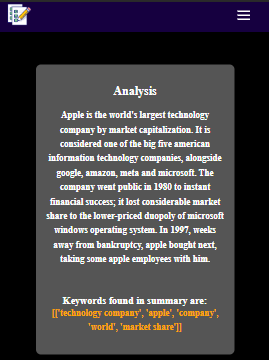 Analysis
Apple is the world's largest technology
company by market capitalization. It is
considered one of the big five american
information technology companies, alongside
google, amazon, meta and microsoft. The
company went public in 1980 to instant
financial success; it lost considerable market
share to the lower-priced duopoly of microsoft
windows operating system. In 1997, weeks
away from bankruptcy, apple bought next,
taking some apple employees with him.
Keywords found in summary are:
[['technology company', 'apple', 'company',
'world', 'market share']]